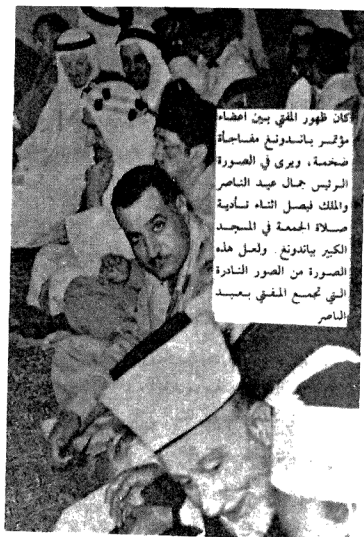 كان ظهور المفتي بين اعضاء
مؤتمر باندونغ مفاجأة
ضخمة، ويرى في الصورة
الرئيس جمال عبد الناصر
والملك فيصل اثناء تأدية
صلاة الجمعة في المسجد
الكبير بباندونغ. ولعل هذه
الصورة من الصور النادرة
التي تجمع المفتي بعبد
الناصر